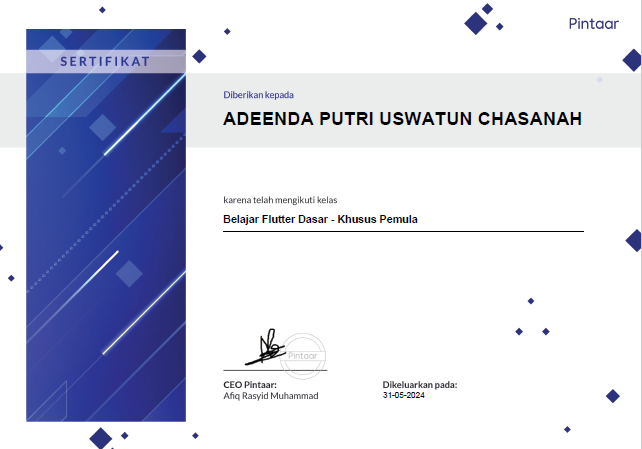 Pintaar
SERTIFIKAT
Diberikan kepada
ADEENDA PUTRI USWATUN CHASANAH
karena telah mengikuti kelas
Belajar Flutter Dasar - Khusus Pemula
Pintaar
CEO Pintaar:
Afiq Rasyid Muhammad
Dikeluarkan pada:
31-05-2024